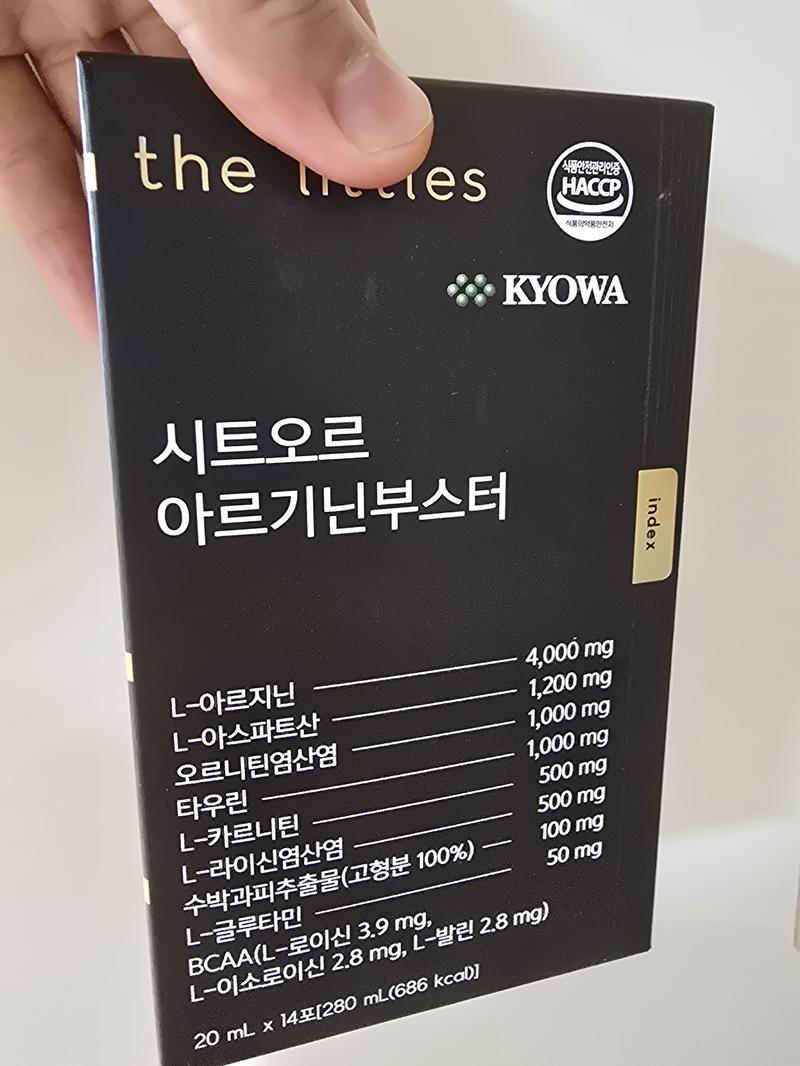 the littles
식품안전관리인증
HACCP
식품의약품안전처
KYOWA
시트오르
아르기닌부스터
index
L-아르지닌 4,000 mg
L-아스파트산 1,200 mg
오르니틴염산염 1,000 mg
타우린 1,000 mg
L-카르니틴 500 mg
L-라이신염산염 500 mg
수박과피추출물(고형분 100%) 100 mg
L-글루타민 50 mg
BCAA(L-로이신 3.9 mg,
L-이소로이신 2.8 mg, L-발린 2.8 mg)
20 mL x 14포[280 mL(686 kcal)]